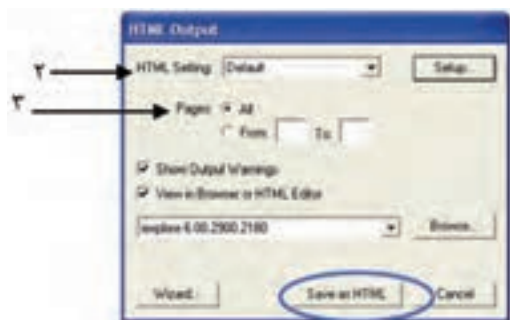 HTML Output
۲ HTML Setting: Default Setup...
۳ Pages: All
From To:
Show Output Warnings
View in Browser or HTML Editor
iexplore 6.00.2900.2180 Browse...
Wizard... Save as HTML Cancel